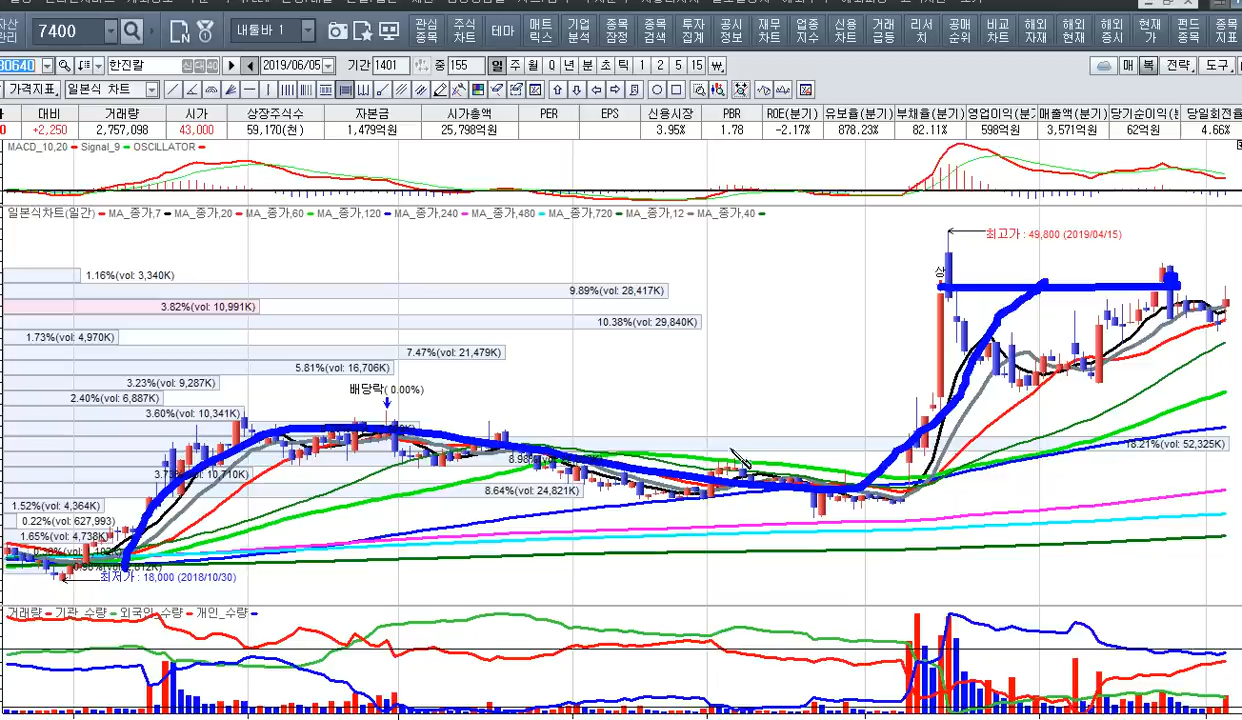 7400 내툴바 1 관심종목 주식차트 테마 매트릭스 기업분석 종목잠정 종목검색 투자집계 공시정보 재무차트 업종지수 신용차트 거래급등 리서치 공매순위 비교차트 해외자재 해외현재 해외증시 현재가 펀드종목 종목지표
한진칼 2019/06/05 기간 1401 중 155 일 주 월 Q 년 분 초 틱 1 2 5 15 매 복 전략 도구
가격지표 일본식 차트
대비 거래량 시가 상장주식수 자본금 시가총액 PER EPS 신용시장 PBR ROE(분기) 유보율(분기) 부채율(분기) 영업이익(분기 매출액(분기) 당기순이익( 당일회전율
+2,250 2,757,098 43,000 59,170(천) 1,479억원 25,798억원 3.95% 1.78 -2.17% 878.23% 82.11% 598억원 3,571억원 62억원 4.66%
MACD_10,20 Signal_9 OSCILLATOR
일본식차트(일간) MA_종가,7 MA_종가,20 MA_종가,60 MA_종가,120 MA_종가,240 MA_종가,480 MA_종가,720 MA_종가,12 MA_종가,40
최고가 : 49,800 (2019/04/15)
상
1.16%(vol: 3,340K)
9.89%(vol: 28,417K)
3.82%(vol: 10,991K)
10.38%(vol: 29,840K)
1.73%(vol: 4,970K)
7.47%(vol: 21,479K)
5.81%(vol: 16,706K)
3.23%(vol: 9,287K)
배당락( 0.00%)
2.40%(vol: 6,887K)
3.60%(vol: 10,341K)
18.21%(vol: 52,325K)
8.64%(vol: 24,821K)
1.52%(vol: 4,364K)
0.22%(vol: 627,993)
1.65%(vol: 4,738K)
최저가 : 18,000 (2018/10/30)
거래량 기관_수량 외국인_수량 개인_수량